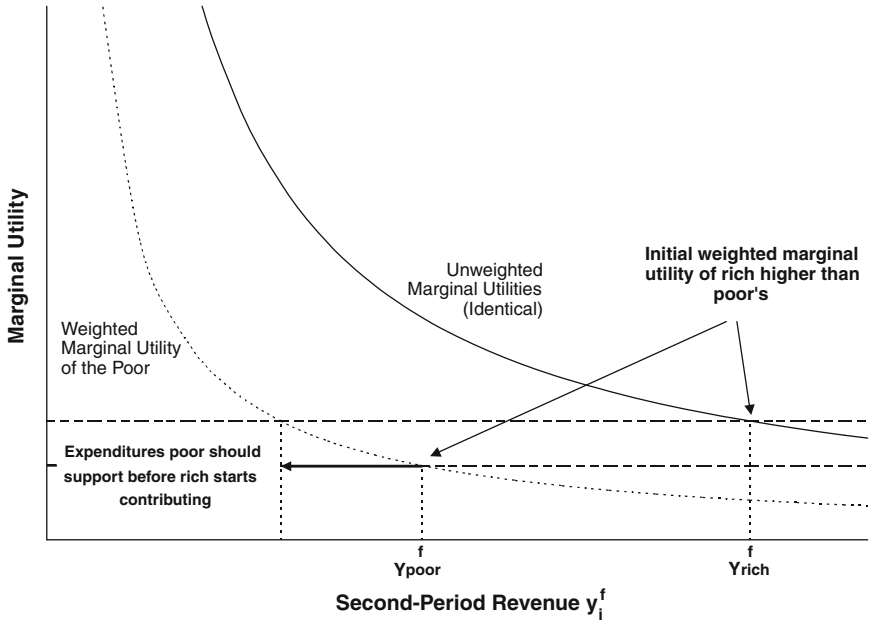 Marginal Utility
Unweighted
Marginal Utilities
(Identical)
Initial weighted marginal
utility of rich higher than
poor's
Weighted
Marginal Utility
of the Poor
Expenditures poor should
support before rich starts
contributing
f
Ypoor
f
Yrich
Second-Period Revenue y_i^f